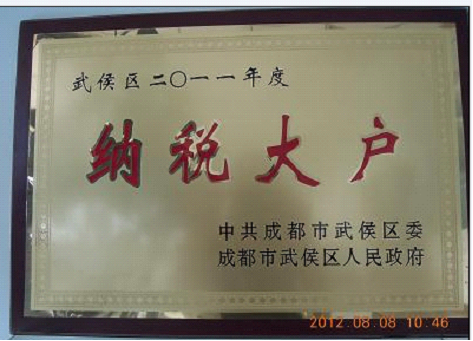 武侯区二〇一一年度
纳税大户
中共成都市武侯区委
成都市武侯区人民政府
2012.08.08 10:46